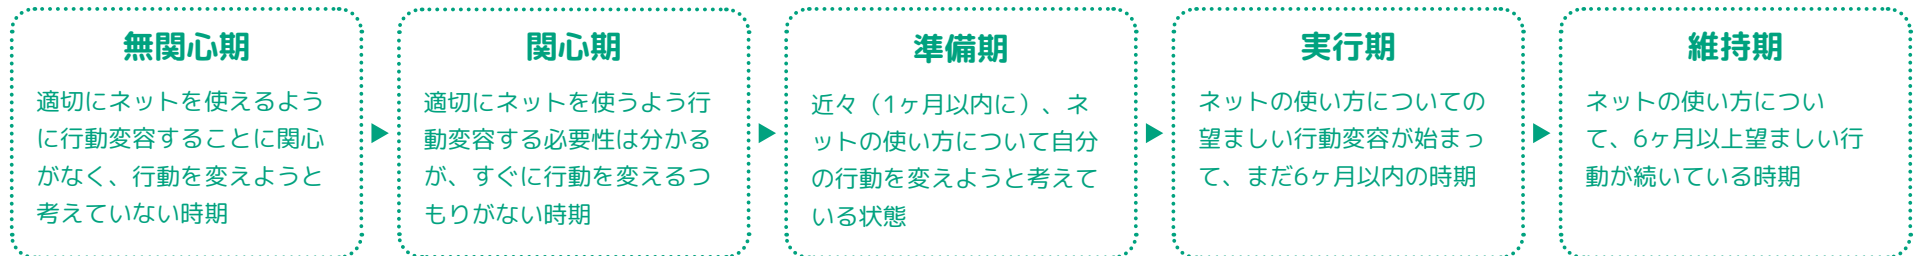 無関心期
適切にネットを使えるよう
に行動変容することに関心
がなく、行動を変えようと
考えていない時期
関心期
適切にネットを使うよう行
動変容する必要性は分かる
が、すぐに行動を変えるつ
もりがない時期
準備期
近々（1ヶ月以内に）、ネ
ットの使い方について自分
の行動を変えようと考えて
いる状態
実行期
ネットの使い方についての
望ましい行動変容が始まっ
て、まだ6ヶ月以内の時期
維持期
ネットの使い方につい
て、6ヶ月以上望ましい行
動が続いている時期